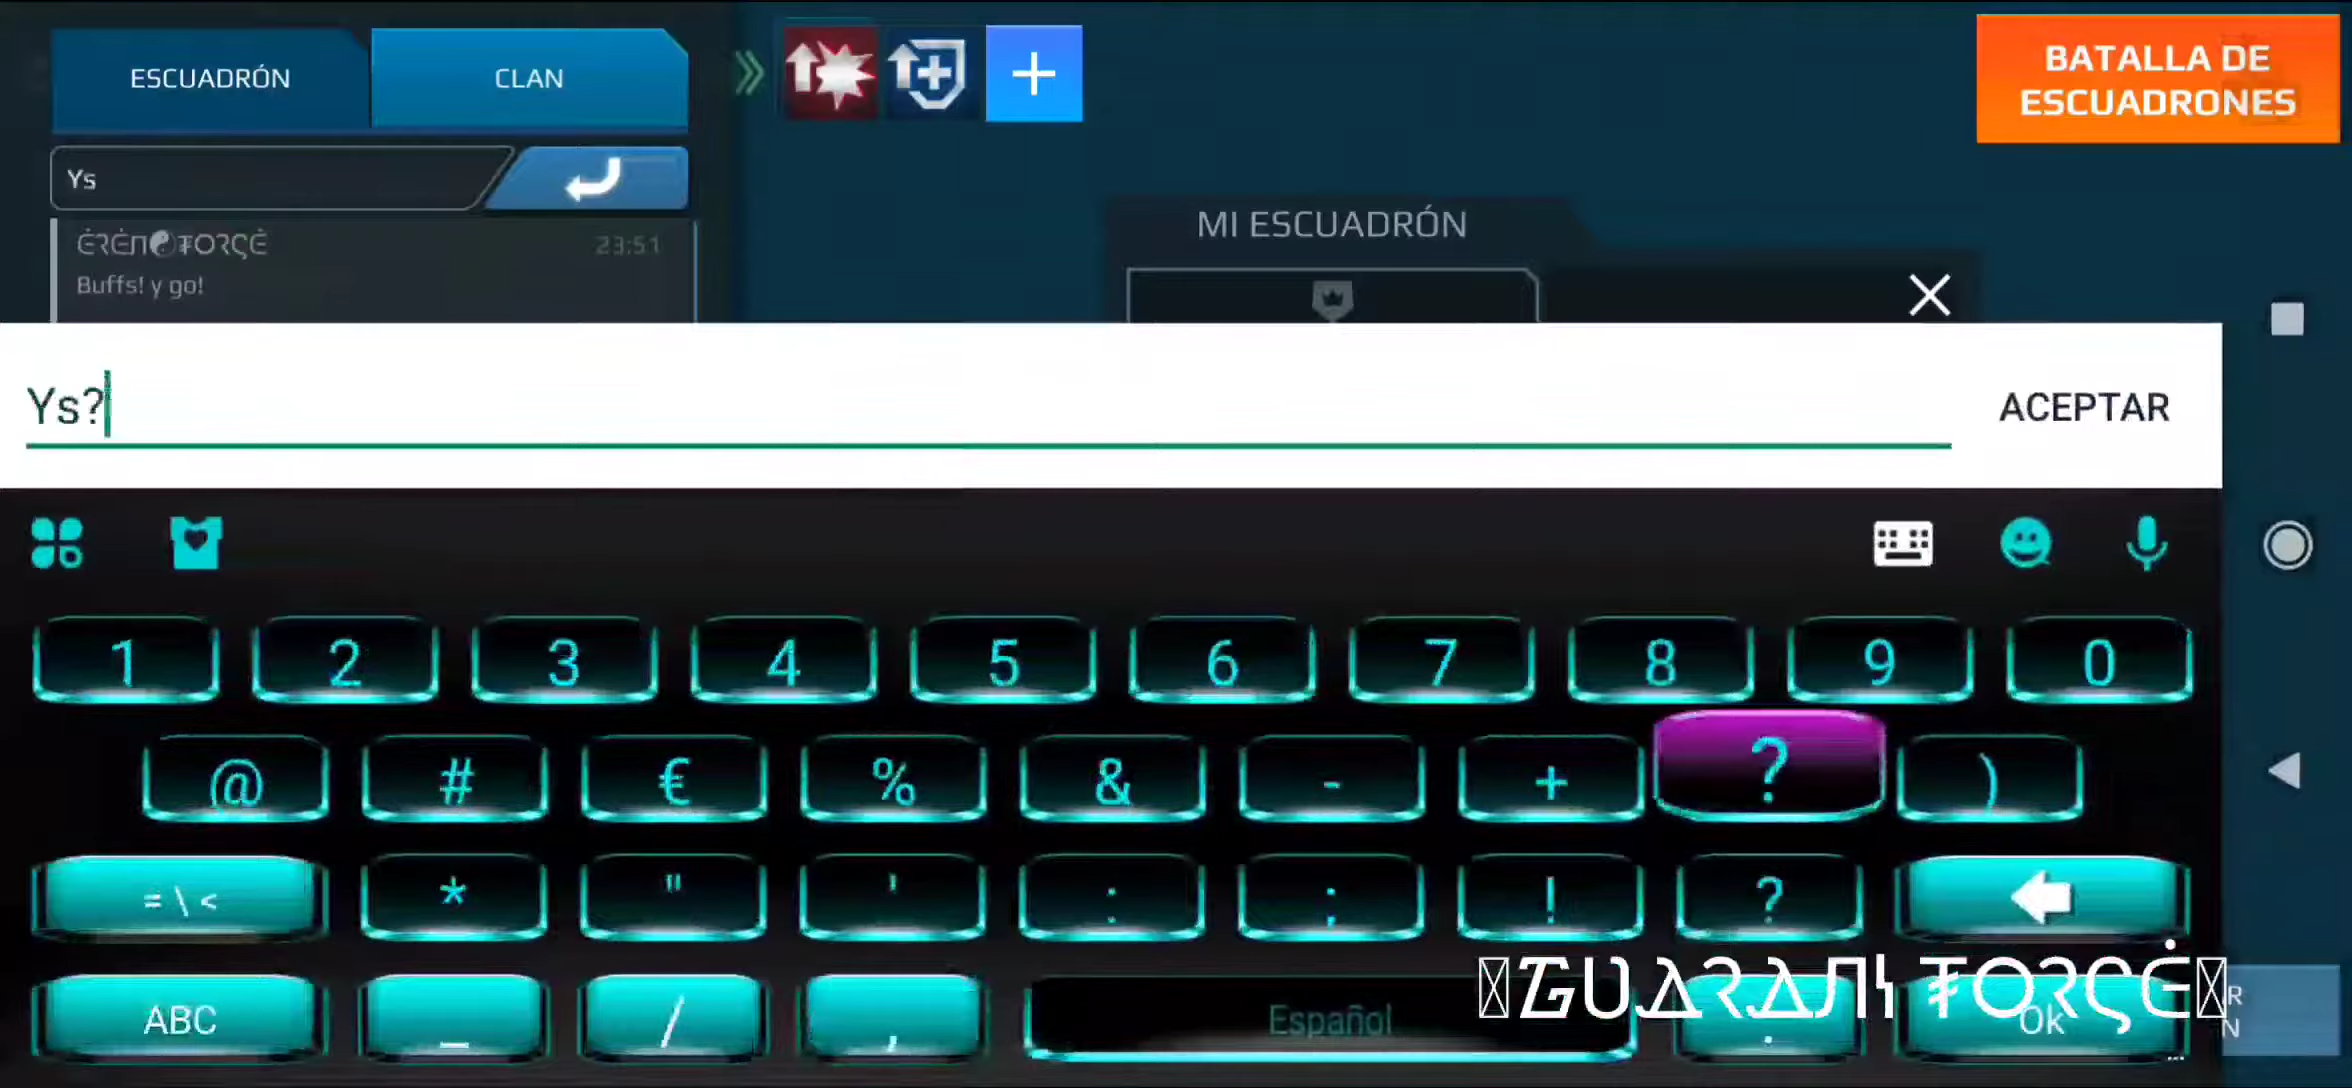 ESCUADRÓN
CLAN
BATALLA DE
ESCUADRONES
Ys
23:51
Buffs! y go!
MI ESCUADRÓN
Ys?
ACEPTAR
1 2 3 4 5 6 7 8 9 0
@ # € % & - + ? )
= \ < * " ' : ; ! ?
ABC _ / , Español . Ok
R
N